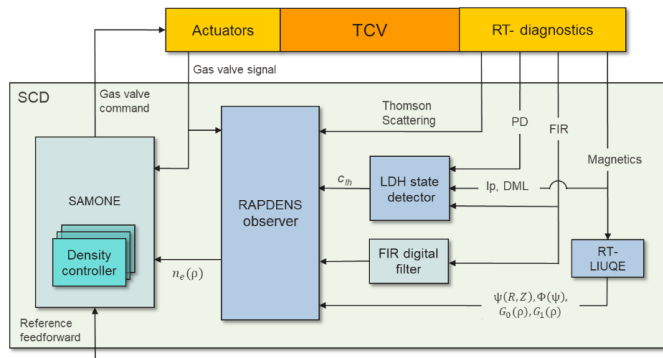 Actuators
TCV
RT- diagnostics
Gas valve signal
SCD
Gas valve
command
Thomson
Scattering
PD
FIR
Magnetics
SAMONE
Density
controller
RAPDENS
observer
c_lh
LDH state
detector
Ip, DML
n_e(ρ)
FIR digital
filter
RT-
LIUQE
ψ(R, Z), Φ(ψ),
G_0(ρ), G_1(ρ)
Reference
feedforward